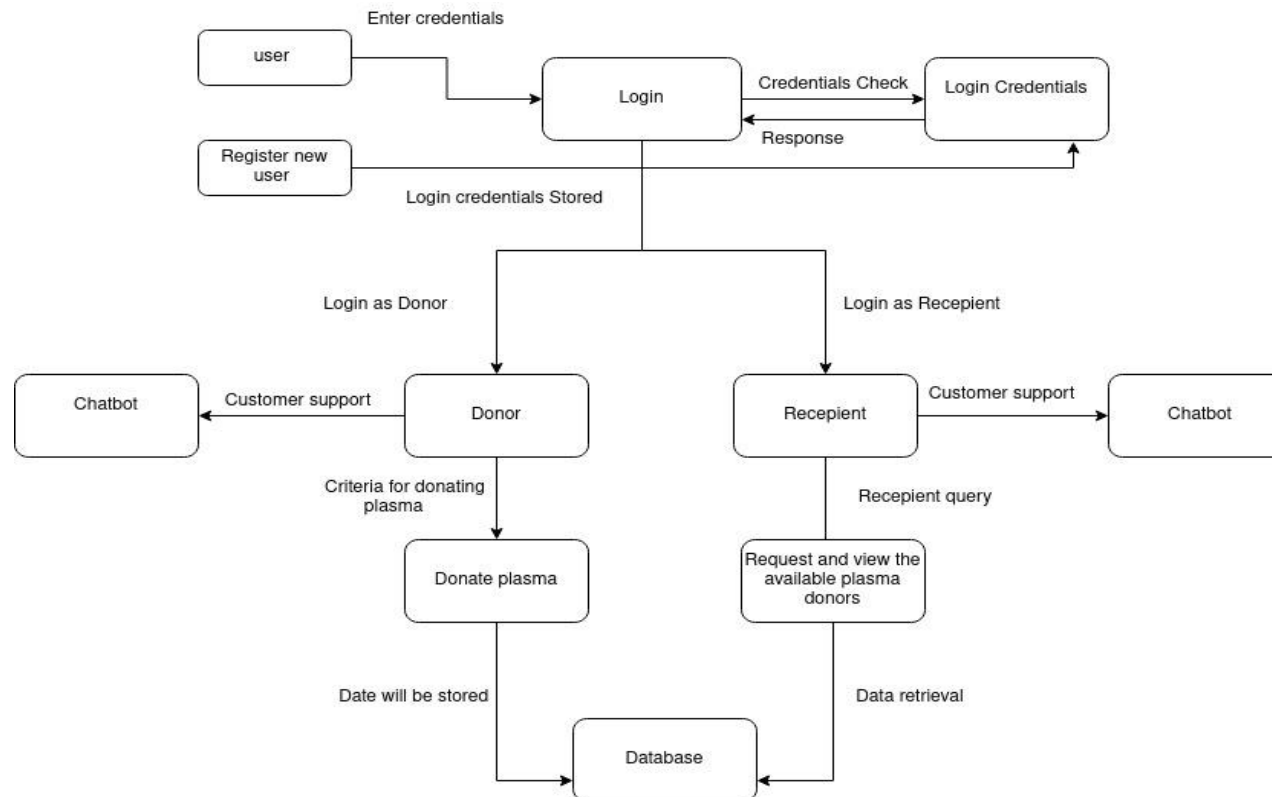 Enter credentials
user
Login
Credentials Check
Login Credentials
Response
Register new
user
Login credentials Stored
Login as Donor
Login as Recepient
Chatbot
Customer support
Donor
Recepient
Customer support
Chatbot
Criteria for donating
plasma
Recepient query
Donate plasma
Request and view the
available plasma
donors
Date will be stored
Data retrieval
Database